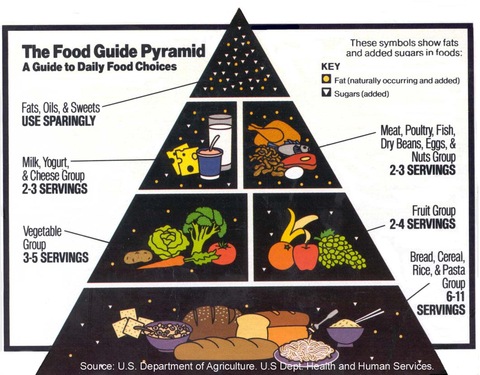 The Food Guide Pyramid
A Guide to Daily Food Choices
These symbols show fats
and added sugars in foods:
KEY
Fat (naturally occurring and added)
Sugars (added)
Fats, Oils, & Sweets
USE SPARINGLY
Milk, Yogurt,
& Cheese Group
2-3 SERVINGS
Meat, Poultry, Fish,
Dry Beans, Eggs, &
Nuts Group
2-3 SERVINGS
Vegetable
Group
3-5 SERVINGS
Fruit Group
2-4 SERVINGS
Bread, Cereal,
Rice, & Pasta
Group
6-11
SERVINGS
Source: U.S. Department of Agriculture. U.S Dept. Health and Human Services.